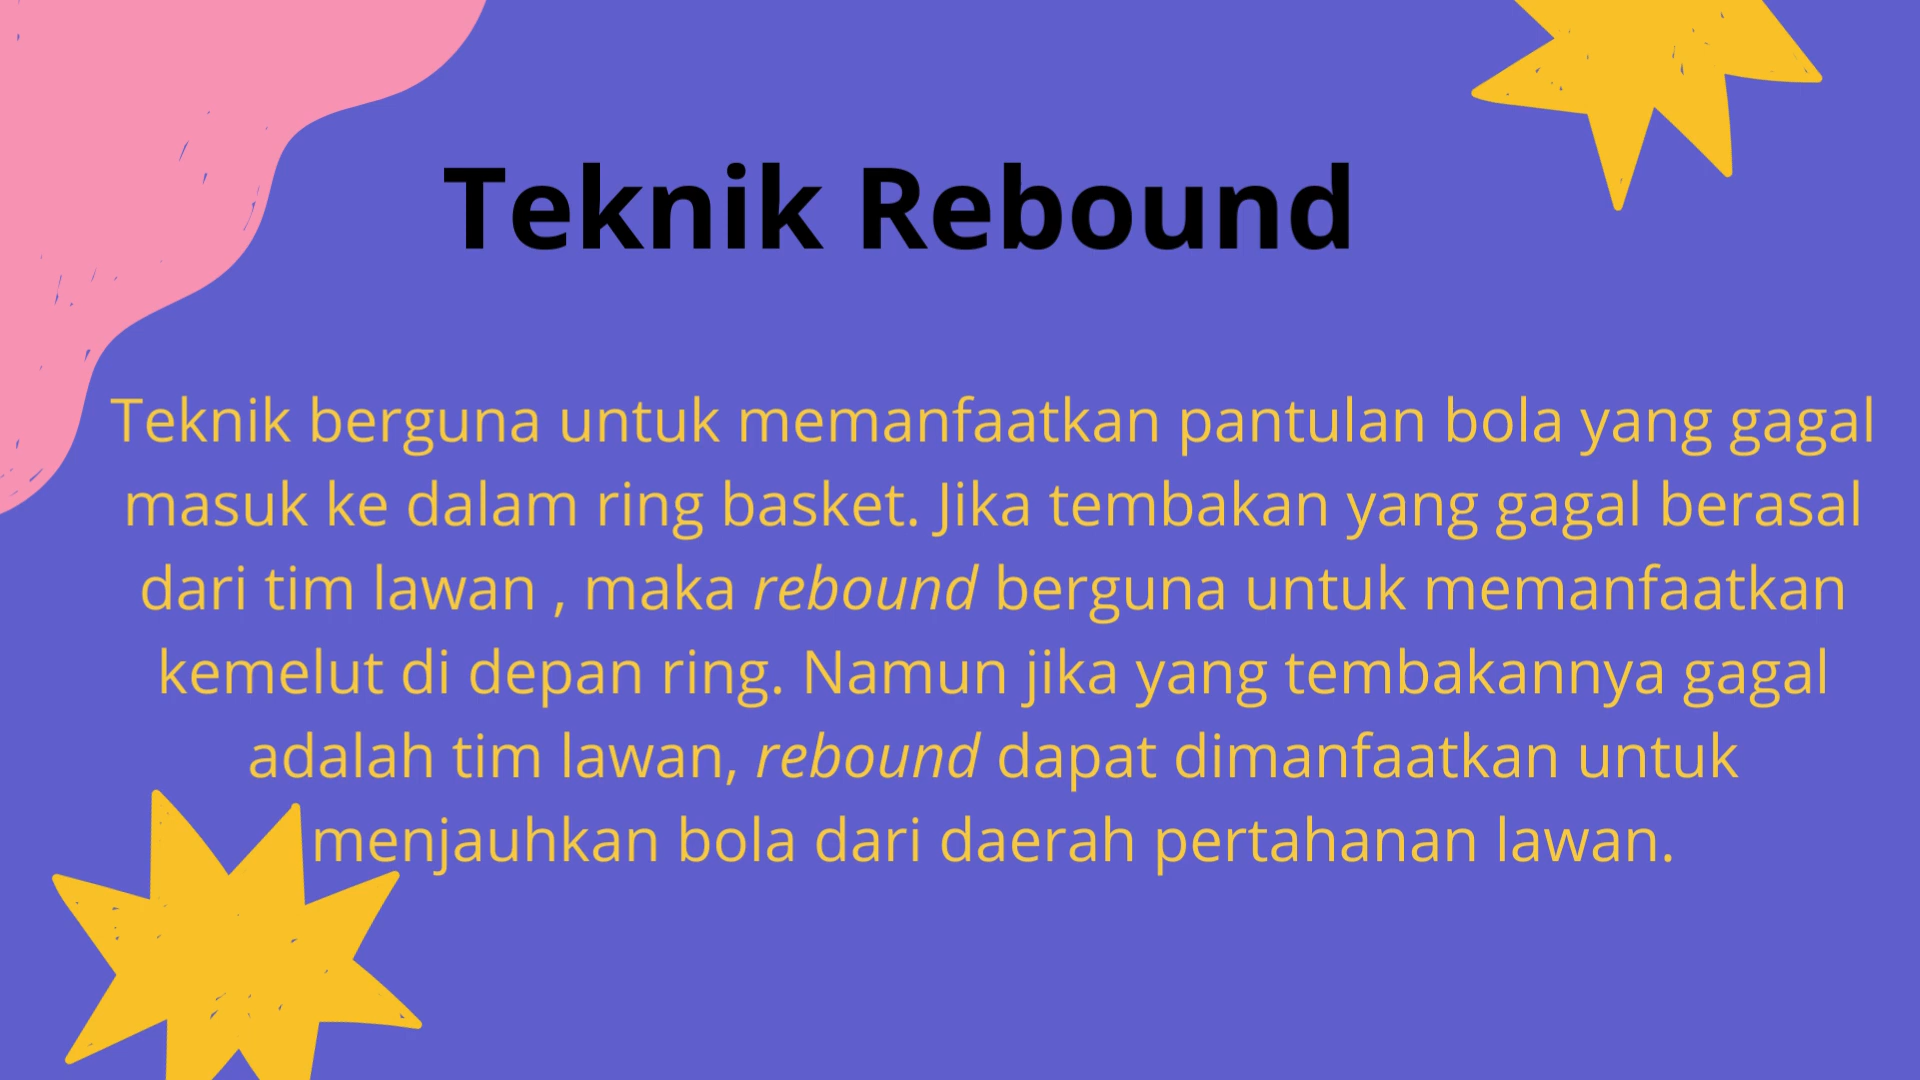 Teknik Rebound
Teknik berguna untuk memanfaatkan pantulan bola yang gagal
masuk ke dalam ring basket. Jika tembakan yang gagal berasal
dari tim lawan , maka rebound berguna untuk memanfaatkan
kemelut di depan ring. Namun jika yang tembakannya gagal
adalah tim lawan, rebound dapat dimanfaatkan untuk
menjauhkan bola dari daerah pertahanan lawan.